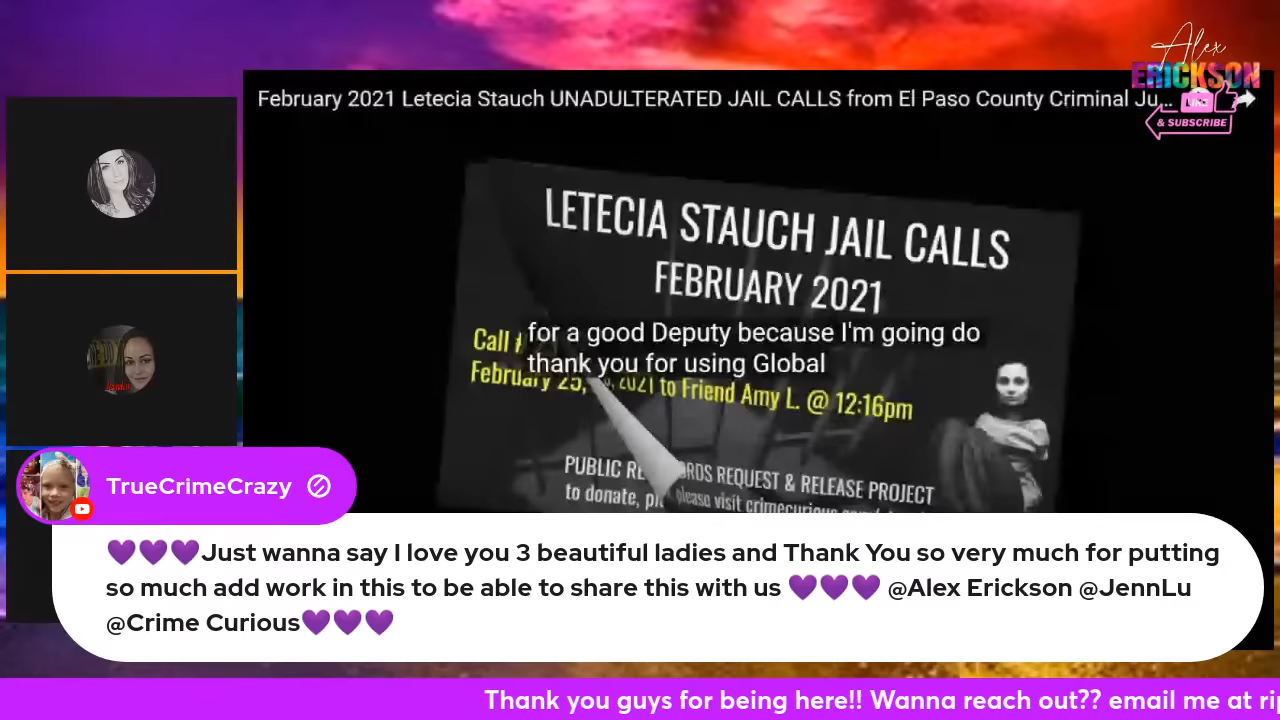 Alex
ERICKSON
LIKE
& SUBSCRIBE
February 2021 Letecia Stauch UNADULTERATED JAIL CALLS from El Paso County Criminal Ju...
LETECIA STAUCH JAIL CALLS
FEBRUARY 2021
for a good Deputy because I'm going do
thank you for using Global
Call #
February 25, 2021 to Friend Amy L. @ 12:16pm
PUBLIC RECORDS REQUEST & RELEASE PROJECT
to donate, please visit
TrueCrimeCrazy
💜💜💜Just wanna say I love you 3 beautiful ladies and Thank You so very much for putting
so much add work in this to be able to share this with us 💜💜💜 @Alex Erickson @JennLu
@Crime Curious💜💜💜
Thank you guys for being here!! Wanna reach out?? email me at rip